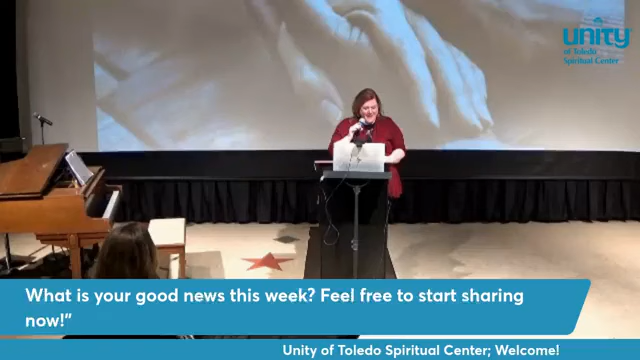 unity
of Toledo
Spiritual Center
What is your good news this week? Feel free to start sharing
now!”
Unity of Toledo Spiritual Center; Welcome!